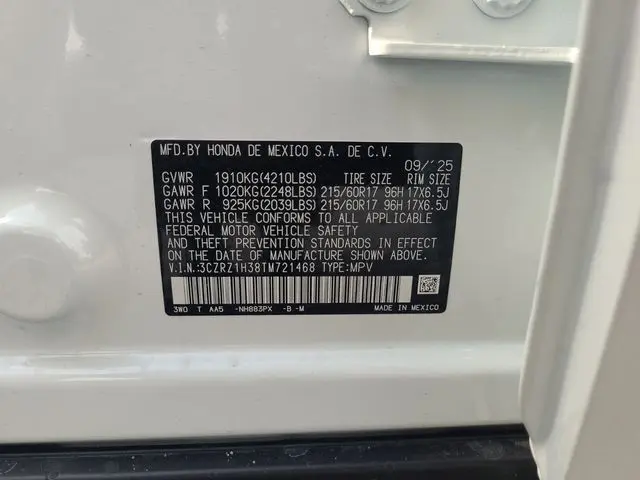 MFD.BY HONDA DE MEXICO S.A. DE C.V.
09/'25
GVWR 1910KG(4210LBS) TIRE SIZE RIM SIZE
GAWR F 1020KG(2248LBS) 215/60R17 96H 17X6.5J
GAWR R 925KG(2039LBS) 215/60R17 96H 17X6.5J
THIS VEHICLE CONFORMS TO ALL APPLICABLE
FEDERAL MOTOR VEHICLE SAFETY
AND THEFT PREVENTION STANDARDS IN EFFECT
ON THE DATE OF MANUFACTURE SHOWN ABOVE.
V.I.N.:3CZRZ1H38TM721468 TYPE:MPV
3W0 T AA5 -NH883PX -B -M MADE IN MEXICO